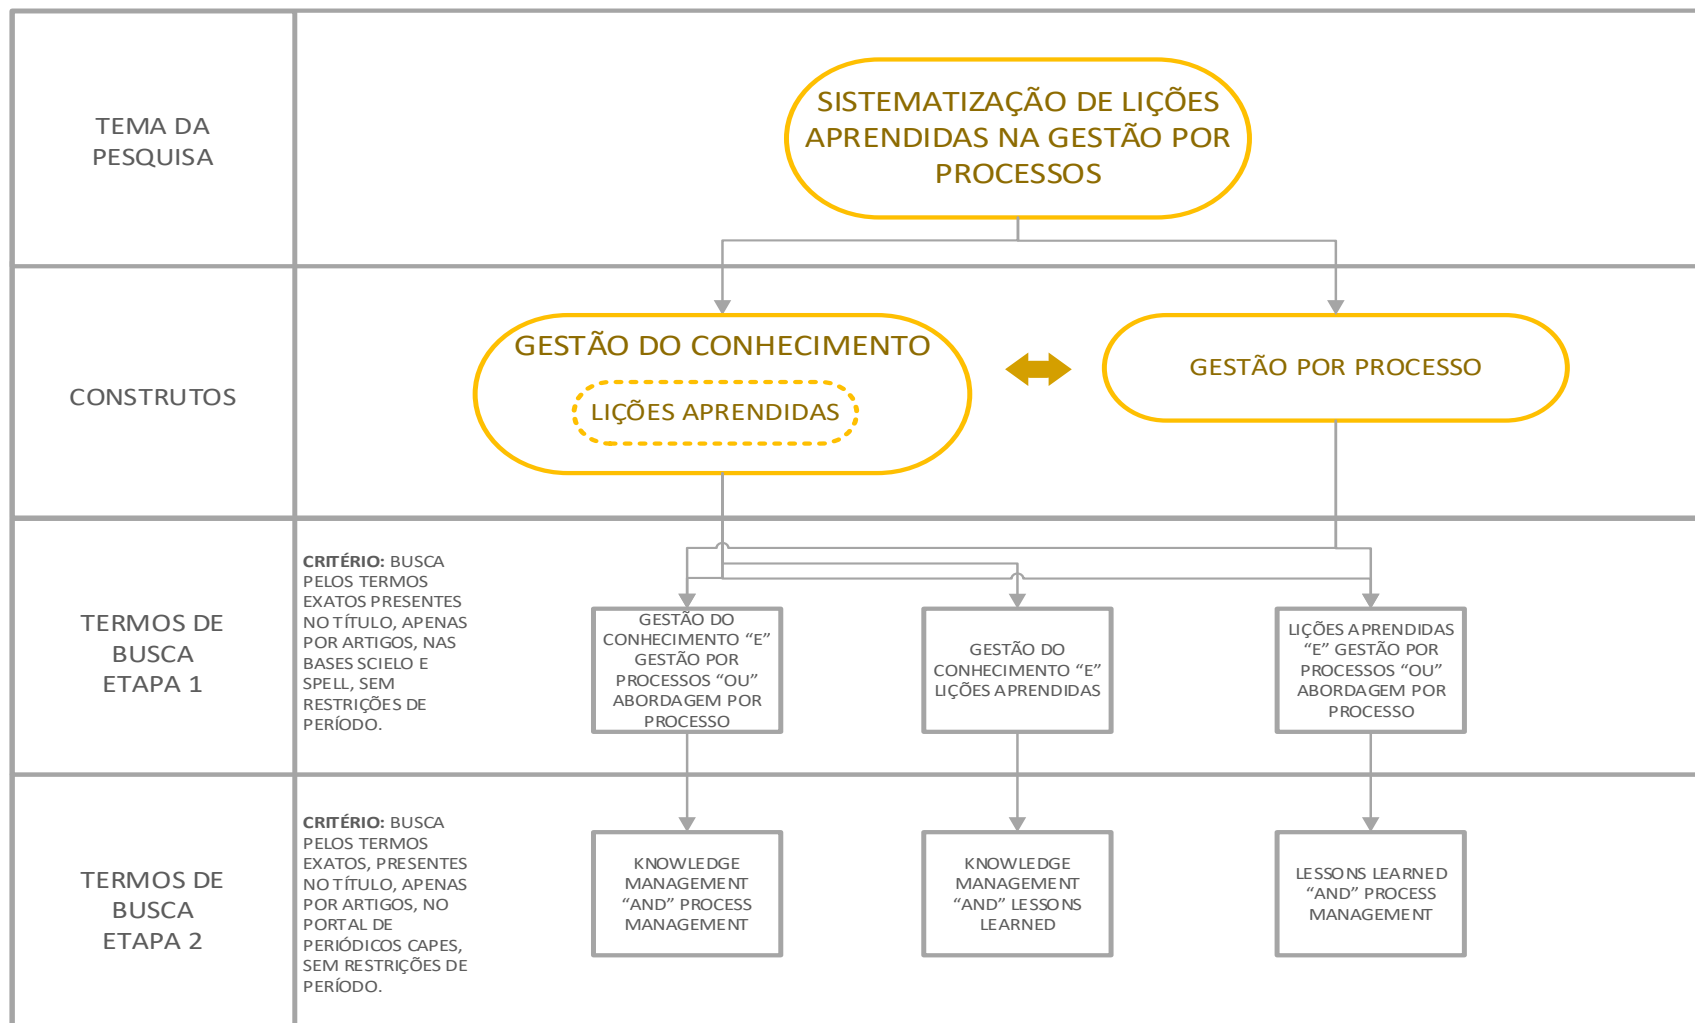 TEMA DA
PESQUISA
SISTEMATIZAÇÃO DE LIÇÕES
APRENDIDAS NA GESTÃO POR
PROCESSOS
CONSTRUTOS
GESTÃO DO CONHECIMENTO
LIÇÕES APRENDIDAS
GESTÃO POR PROCESSO
TERMOS DE
BUSCA
ETAPA 1
CRITÉRIO: BUSCA
PELOS TERMOS
EXATOS PRESENTES
NO TÍTULO, APENAS
POR ARTIGOS, NAS
BASES SCIELO E
SPELL, SEM
RESTRIÇÕES DE
PERÍODO.
GESTÃO DO
CONHECIMENTO “E”
GESTÃO POR
PROCESSOS “OU”
ABORDAGEM POR
PROCESSO
GESTÃO DO
CONHECIMENTO “E”
LIÇÕES APRENDIDAS
LIÇÕES APRENDIDAS
“E” GESTÃO POR
PROCESSOS “OU”
ABORDAGEM POR
PROCESSO
TERMOS DE
BUSCA
ETAPA 2
CRITÉRIO: BUSCA
PELOS TERMOS
EXATOS, PRESENTES
NO TÍTULO, APENAS
POR ARTIGOS, NO
PORTAL DE
PERIÓDICOS CAPES,
SEM RESTRIÇÕES DE
PERÍODO.
KNOWLEDGE
MANAGEMENT
“AND” PROCESS
MANAGEMENT
KNOWLEDGE
MANAGEMENT
“AND” LESSONS
LEARNED
LESSONS LEARNED
“AND” PROCESS
MANAGEMENT